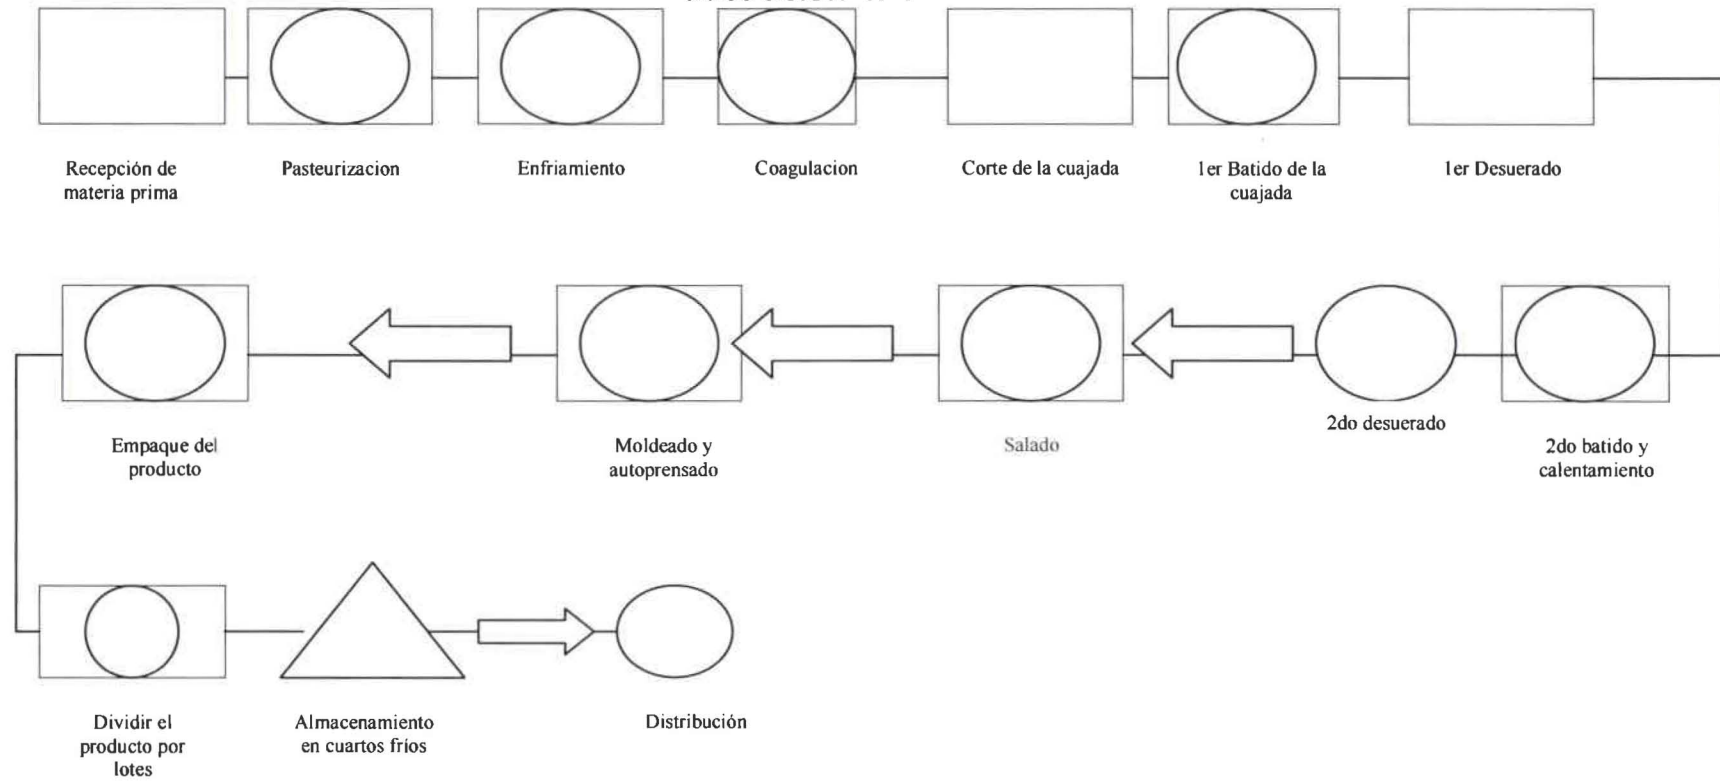 Recepción de
materia prima
Pasteurizacion
Enfriamiento
Coagulacion
Corte de la cuajada
1er Batido de la
cuajada
1er Desuerado
Empaque del
producto
Moldeado y
autoprensado
Salado
2do desuerado
2do batido y
calentamiento
Dividir el
producto por
lotes
Almacenamiento
en cuartos fríos
Distribución